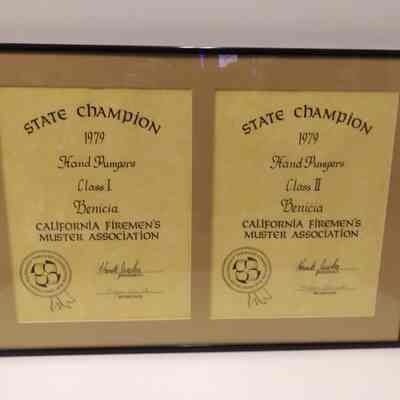 STATE CHAMPION
1979
Hand Pumpers
Class I
Benicia
CALIFORNIA FIREMEN'S
MUSTER ASSOCIATION
STATE CHAMPION
1979
Hand Pumpers
Class II
Benicia
CALIFORNIA FIREMEN'S
MUSTER ASSOCIATION